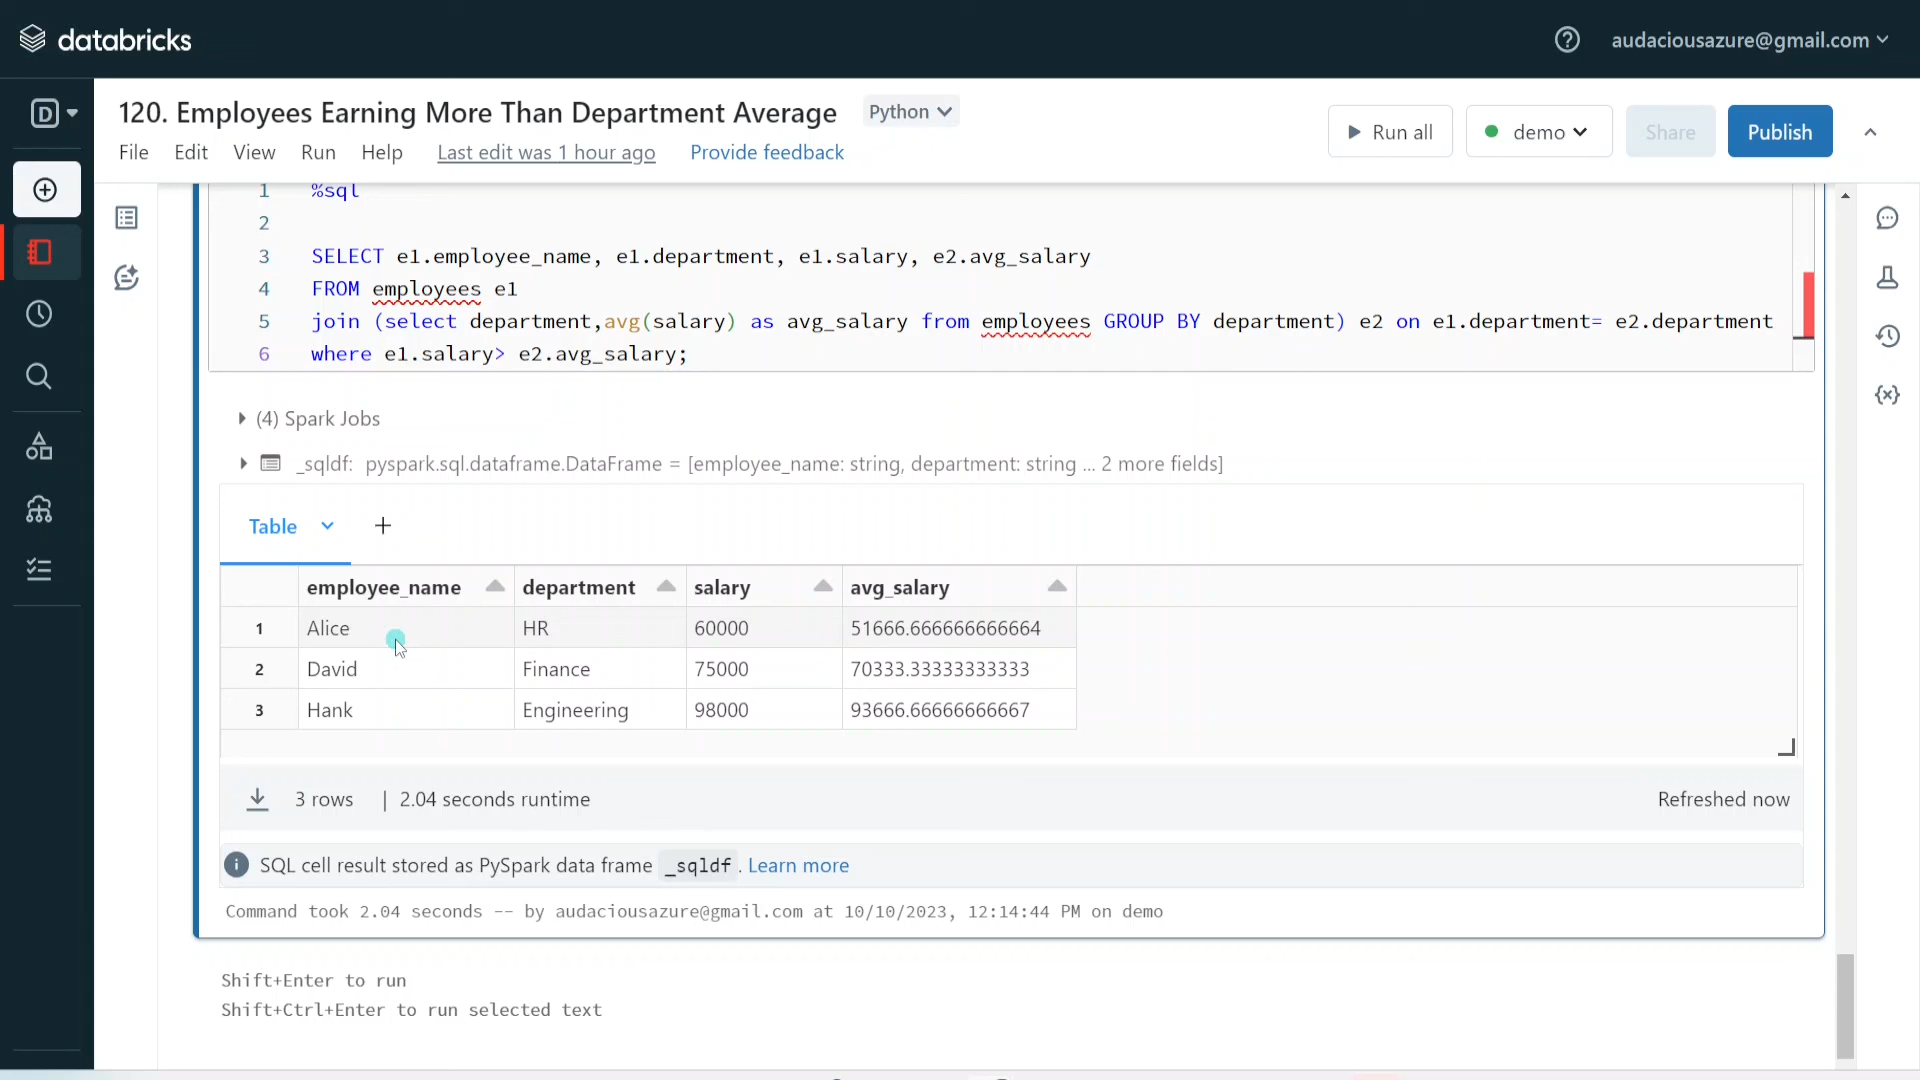 databricks
audaciousazure@gmail.com
D
120. Employees Earning More Than Department Average
Python
File Edit View Run Help Last edit was 1 hour ago Provide feedback
Run all
demo
Share
Publish
1 %sql
2
3 SELECT e1.employee_name, e1.department, e1.salary, e2.avg_salary
4 FROM employees e1
5 join (select department,avg(salary) as avg_salary from employees GROUP BY department) e2 on e1.department= e2.department
6 where e1.salary> e2.avg_salary;
(4) Spark Jobs
_sqldf: pyspark.sql.dataframe.DataFrame = [employee_name: string, department: string ... 2 more fields]
Table +
employee_name department salary avg_salary
1 Alice HR 60000 51666.666666666664
2 David Finance 75000 70333.33333333333
3 Hank Engineering 98000 93666.66666666667
3 rows | 2.04 seconds runtime
Refreshed now
SQL cell result stored as PySpark data frame _sqldf . Learn more
Command took 2.04 seconds -- by audaciousazure@gmail.com at 10/10/2023, 12:14:44 PM on demo
Shift+Enter to run
Shift+Ctrl+Enter to run selected text